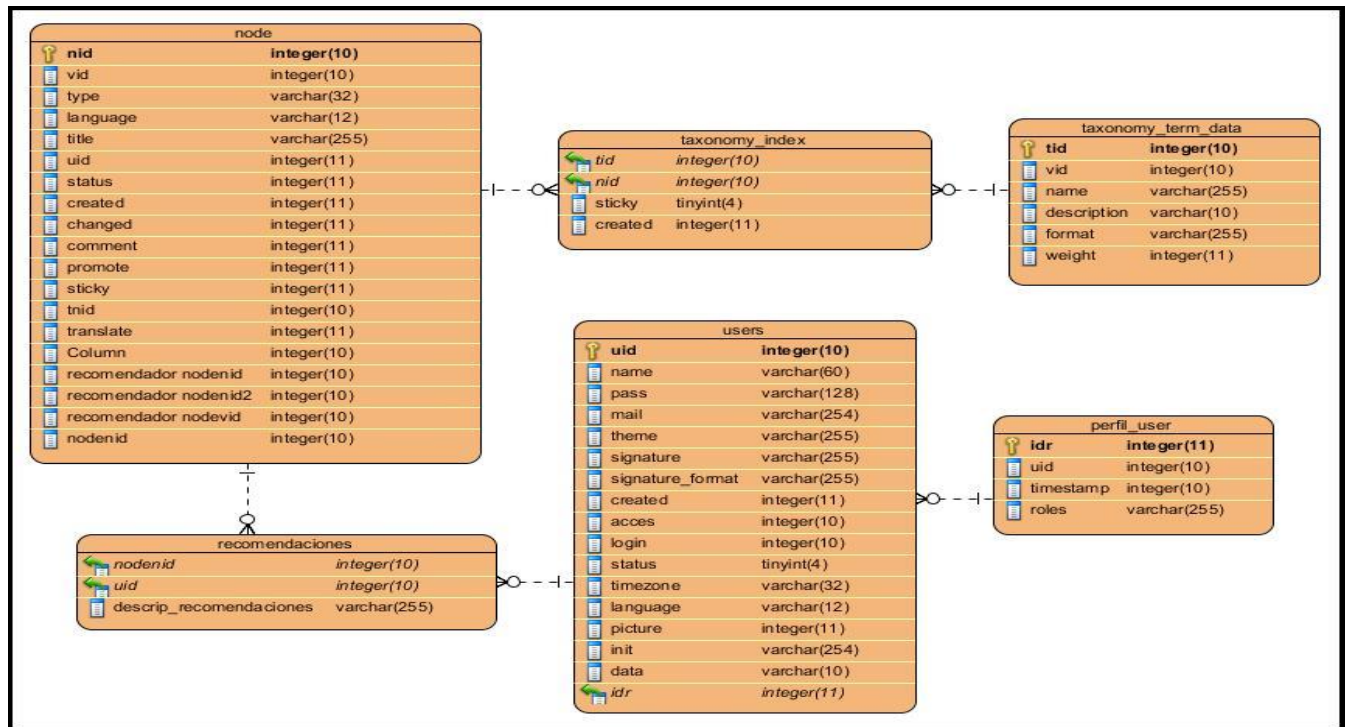 node
nid integer(10)
vid integer(10)
type varchar(32)
language varchar(12)
title varchar(255)
uid integer(11)
status integer(11)
created integer(11)
changed integer(11)
comment integer(11)
promote integer(11)
sticky integer(11)
tnid integer(10)
translate integer(11)
Column integer(10)
recomendador nodenid integer(10)
recomendador nodenid2 integer(10)
recomendador nodevid integer(10)
nodenid integer(10)
taxonomy_index
tid integer(10)
nid integer(10)
sticky tinyint(4)
created integer(11)
taxonomy_term_data
tid integer(10)
vid integer(10)
name varchar(255)
description varchar(10)
format varchar(255)
weight integer(11)
users
uid integer(10)
name varchar(60)
pass varchar(128)
mail varchar(254)
theme varchar(255)
signature varchar(255)
signature_format varchar(255)
created integer(11)
acces integer(10)
login integer(10)
status tinyint(4)
timezone varchar(32)
language varchar(12)
picture integer(11)
init varchar(254)
data varchar(10)
idr integer(11)
perfil_user
idr integer(11)
uid integer(10)
timestamp integer(10)
roles varchar(255)
recomendaciones
nodenid integer(10)
uid integer(10)
descrip_recomendaciones varchar(255)